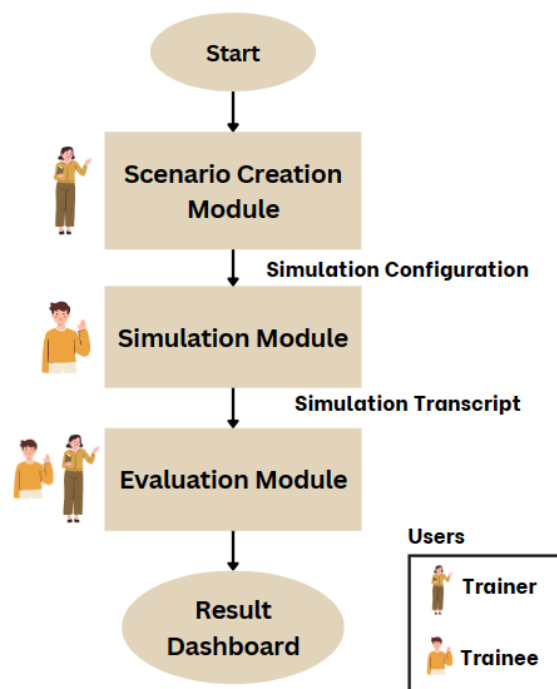 Start
Scenario Creation
Module
Simulation Configuration
Simulation Module
Simulation Transcript
Evaluation Module
Users
Trainer
Result
Dashboard
Trainee